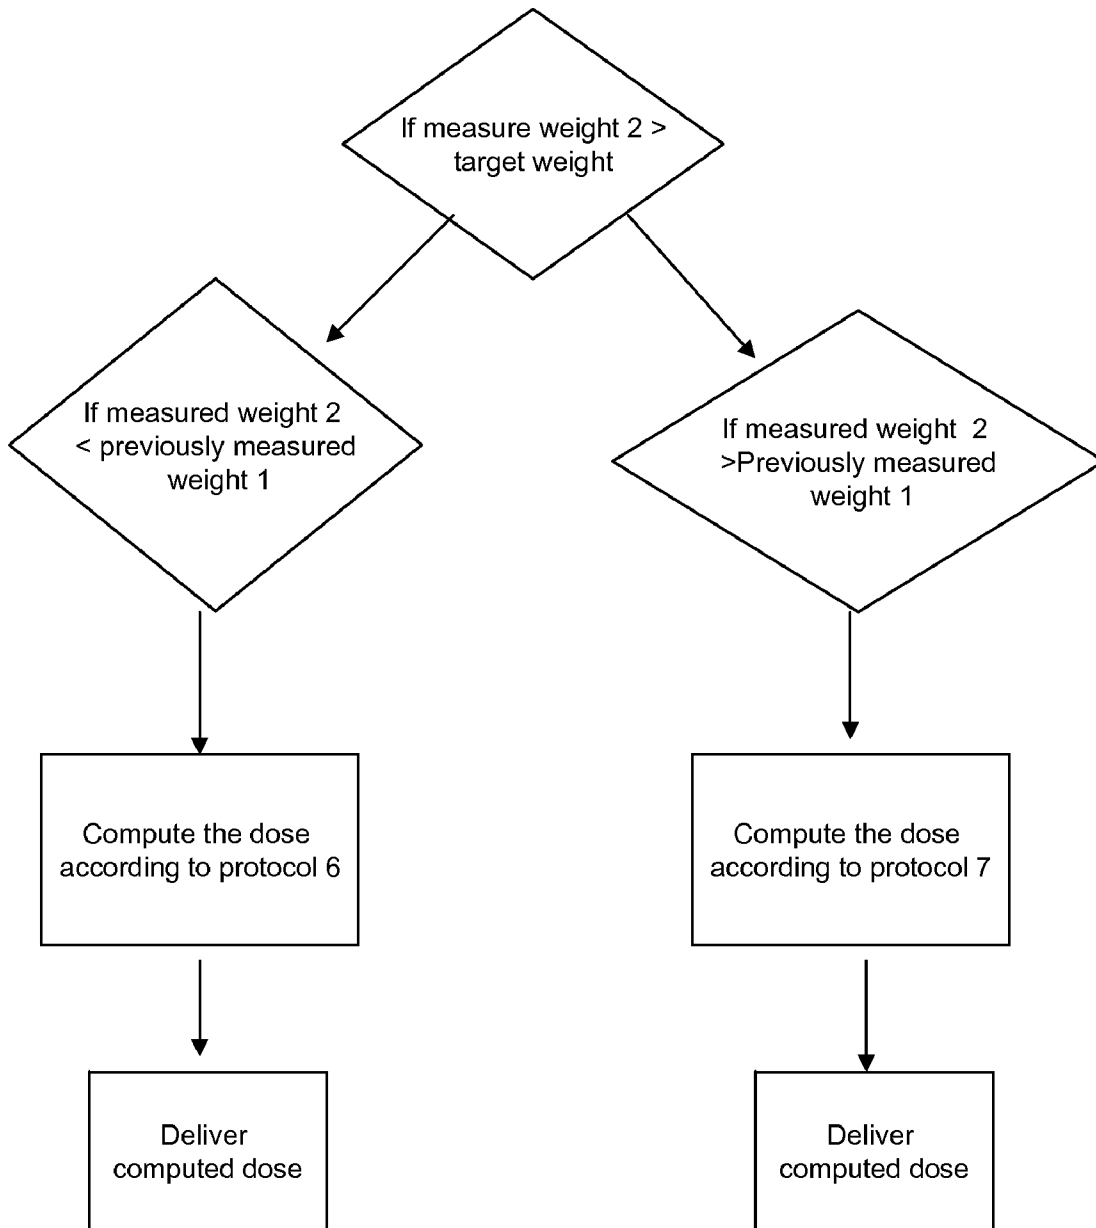 If measure weight 2 >
target weight
If measured weight 2
< previously measured
weight 1
If measured weight 2
>Previously measured
weight 1
Compute the dose
according to protocol 6
Compute the dose
according to protocol 7
Deliver
computed dose
Deliver
computed dose